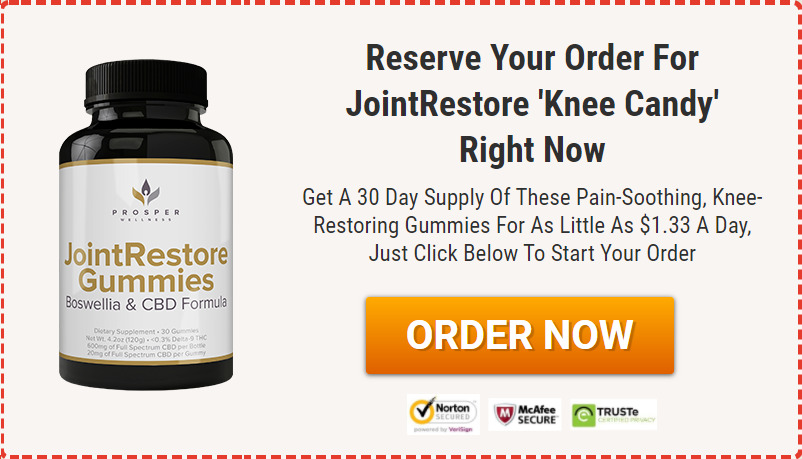 Reserve Your Order For
JointRestore 'Knee Candy'
Right Now
Get A 30 Day Supply Of These Pain-Soothing, Knee-
Restoring Gummies For As Little As $1.33 A Day,
Just Click Below To Start Your Order
ORDER NOW
PROSPER
WELLNESS
JointRestore
Gummies
Boswellia & CBD Formula
Dietary Supplement • 30 Gummies
Net Wt. 4.2oz (120g) • <0.3% Delta-9 THC
600mg of Full Spectrum CBD per Bottle
20mg of Full Spectrum CBD per Gummy
Norton
SECURED
powered by VeriSign
McAfee
SECURE
TRUSTe
CERTIFIED PRIVACY